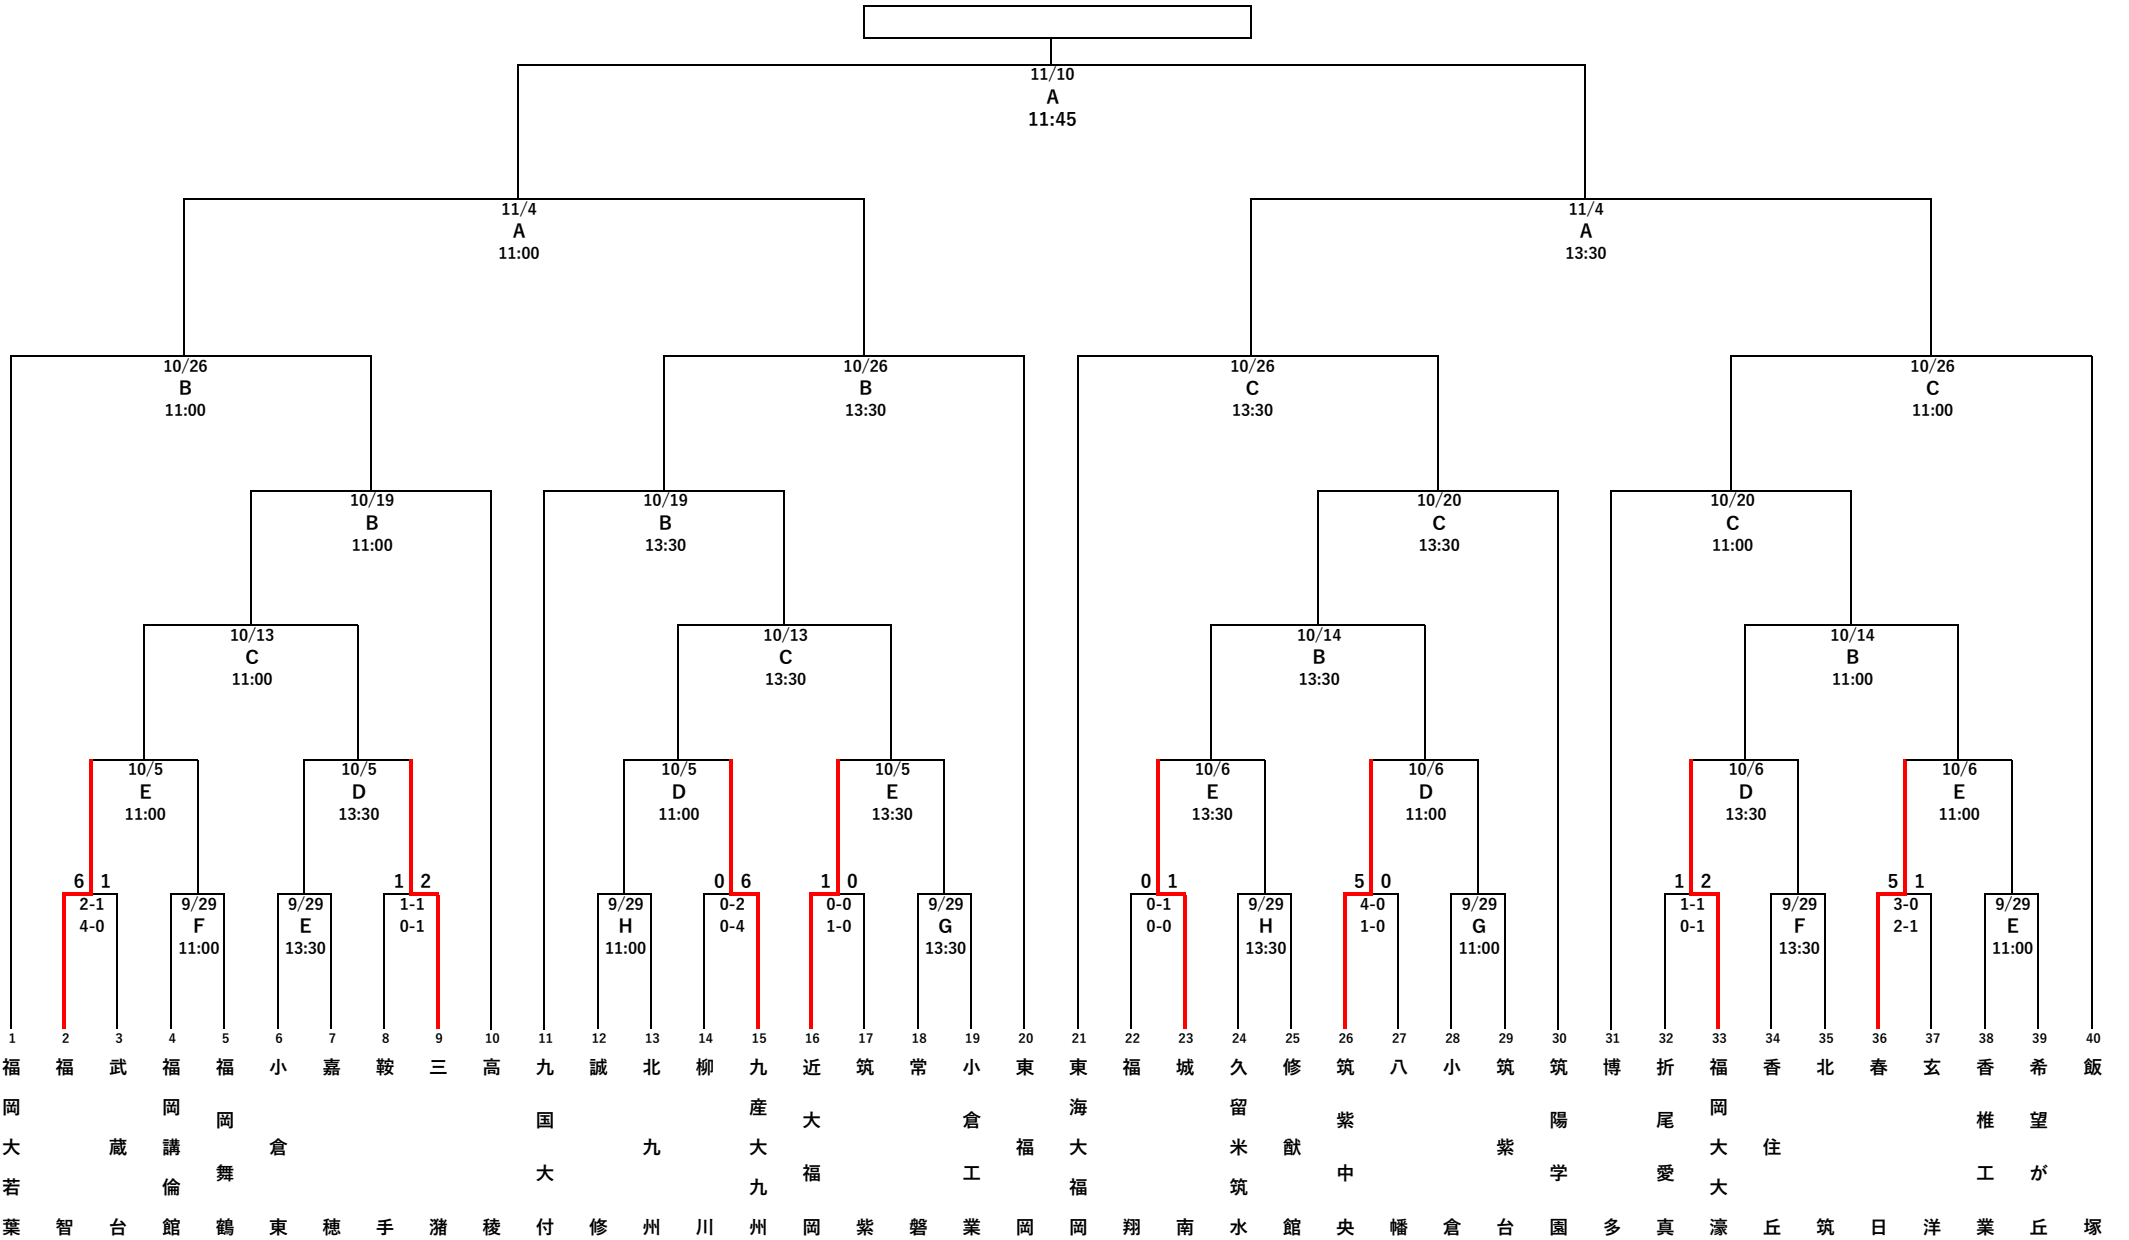 11/10
A
11:45
11/4
A
11:00
11/4
A
13:30
10/26
B
11:00
10/26
B
13:30
10/26
C
13:30
10/26
C
11:00
10/19
B
11:00
10/19
B
13:30
10/20
C
13:30
10/20
C
11:00
10/13
C
11:00
10/13
C
13:30
10/14
B
13:30
10/14
B
11:00
10/5
E
11:00
10/5
D
13:30
10/5
D
11:00
10/5
E
13:30
10/6
E
13:30
10/6
D
11:00
10/6
D
13:30
10/6
E
11:00
6 1
2-1
4-0
9/29
F
11:00
9/29
E
13:30
1 2
1-1
0-1
9/29
H
11:00
0 6
0-2
0-4
1 0
0-0
1-0
9/29
G
13:30
0 1
0-1
0-0
9/29
H
13:30
5 0
4-0
1-0
9/29
G
11:00
1 2
1-1
0-1
9/29
F
13:30
5 1
3-0
2-1
9/29
E
11:00
1
福岡大若葉
2
福智
3
武蔵台
4
福岡講倫館
5
福岡舞鶴
6
小倉東
7
嘉穂
8
鞍手
9
三潴
10
高稜
11
九国大付
12
誠修
13
北九州
14
柳川
15
九産大九州
16
近大福岡
17
筑紫
18
常磐
19
小倉工業
20
東福岡
21
東海大福岡
22
福翔
23
城南
24
久留米筑水
25
修猷館
26
筑紫中央
27
八幡
28
小倉
29
筑紫台
30
筑陽学園
31
博多
32
折尾愛真
33
福岡大大濠
34
香住丘
35
北筑
36
春日
37
玄洋
38
香椎工業
39
希望が丘
40
飯塚